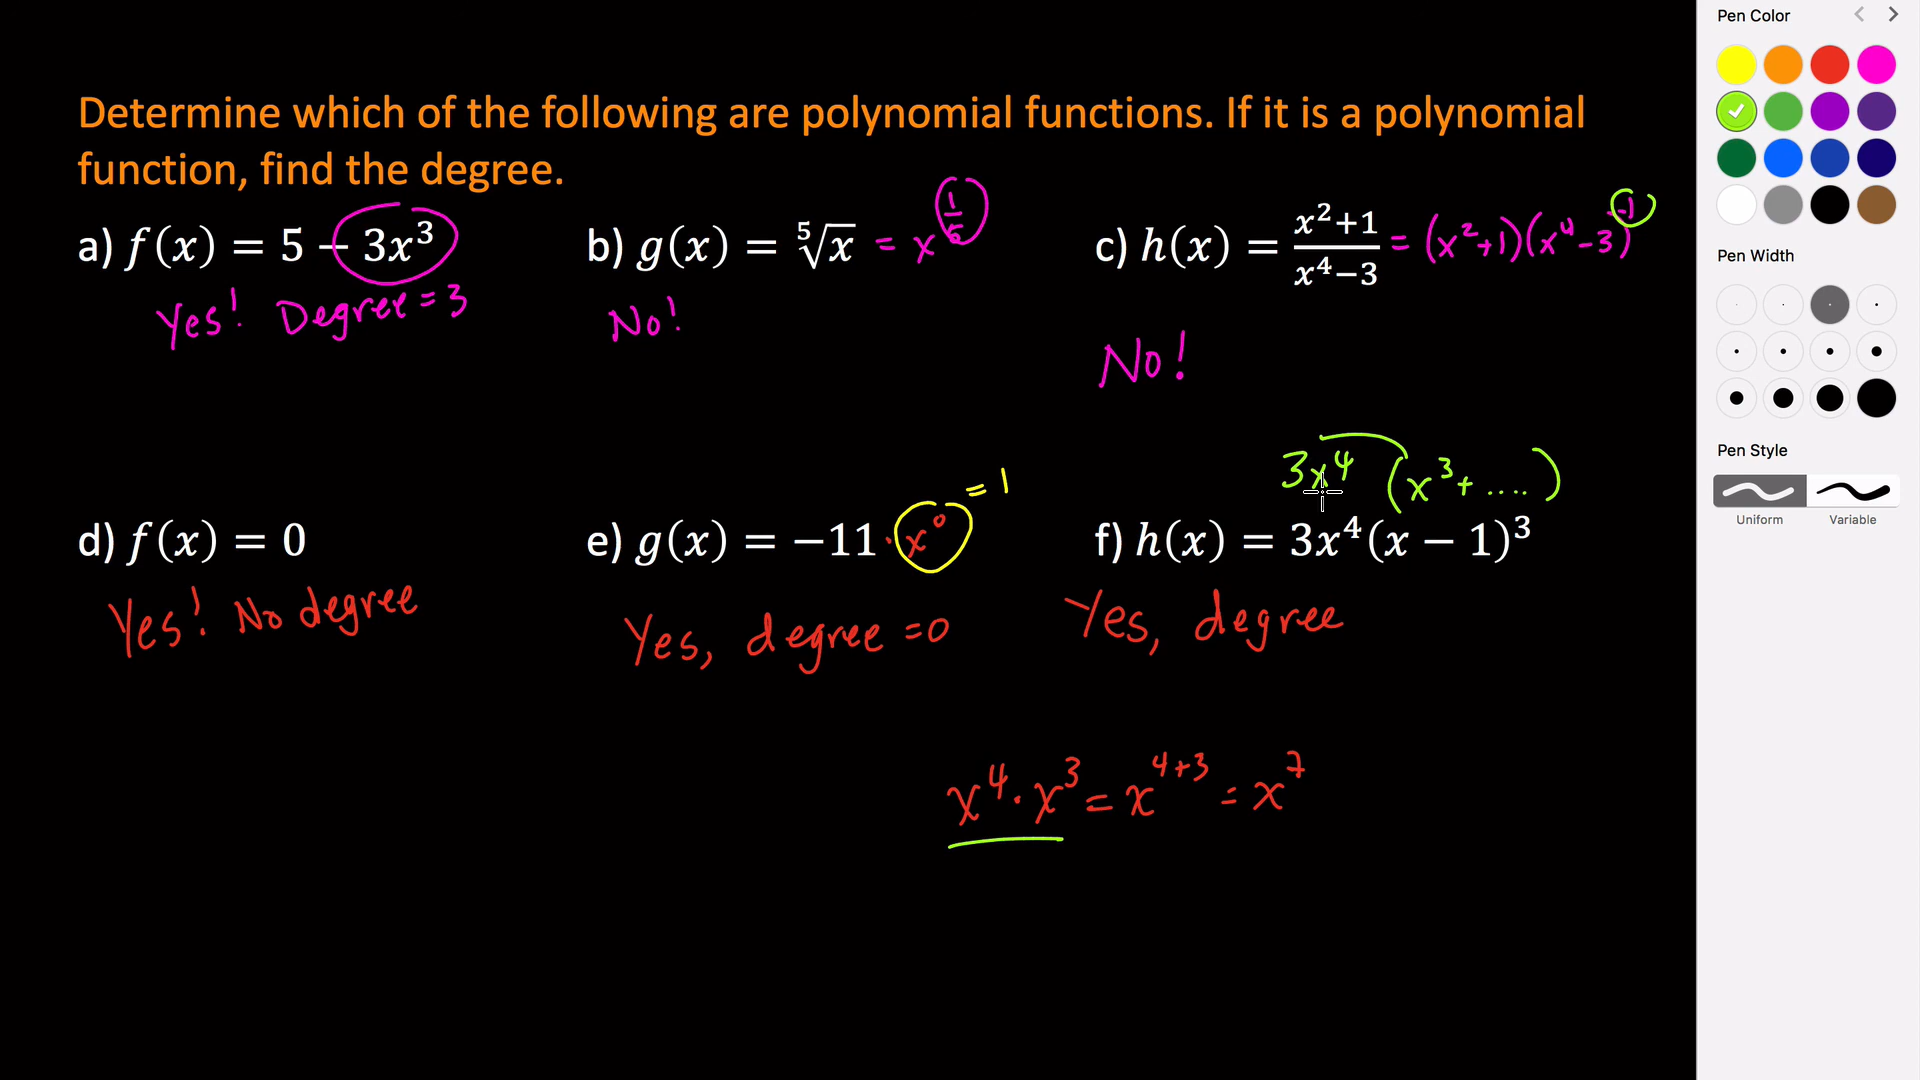 Pen Color
Determine which of the following are polynomial functions. If it is a polynomial
function, find the degree.
a) f(x) = 5 − 3x³
Yes! Degree = 3
b) g(x) = ⁵√x = x^(1/5)
No!
c) h(x) = (x²+1)/(x⁴−3) = (x²+1)(x⁴−3)⁻¹
No!
d) f(x) = 0
Yes! No degree
e) g(x) = −11 · x⁰ = 1
Yes, degree = 0
3x⁴ (x³ + ....)
f) h(x) = 3x⁴(x − 1)³
Yes, degree
x⁴ · x³ = x⁴⁺³ = x⁷
Pen Width
Pen Style
Uniform Variable